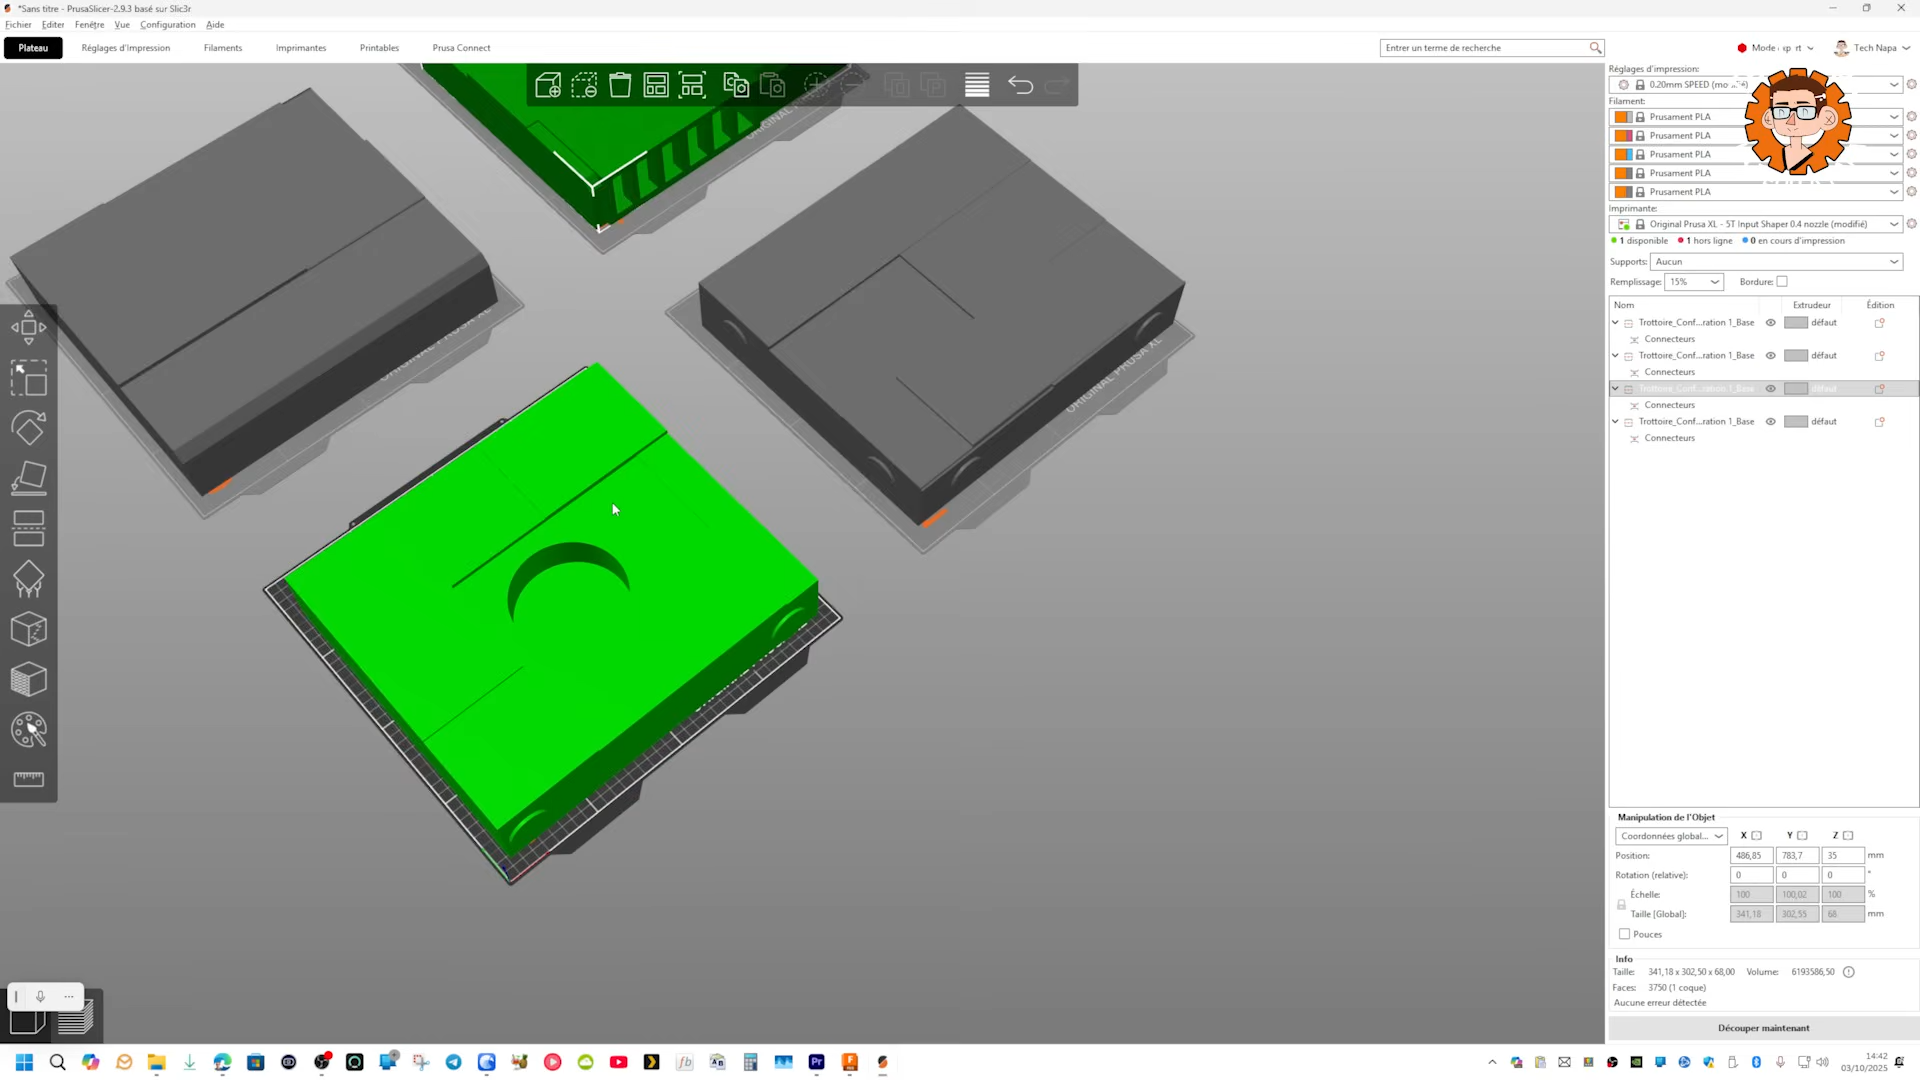 *Sans titre - PrusaSlicer-2.9.3 basé sur Slic3r
Fichier Editer Fenêtre Vue Configuration Aide
Plateau Réglages d'Impression Filaments Imprimantes Printables Prusa Connect
Entrer un terme de recherche
Tech Napa
Réglages d'impression:
0.20mm SPEED
Filament:
Prusament PLA
Prusament PLA
Prusament PLA
Prusament PLA
Prusament PLA
Imprimante:
Original Prusa XL - 5T Input Shaper 0.4 nozzle (modifié)
1 disponible 1 hors ligne 0 en cours d'impression
Supports: Aucun
Remplissage: 15% Bordure:
Nom Extrudeur Édition
Trottoire_Conf...ration 1_Base défaut
Connecteurs
Trottoire_Conf...ration 1_Base défaut
Connecteurs
Trottoire_Conf...ration 1_Base défaut
Connecteurs
Trottoire_Conf...ration 1_Base défaut
Connecteurs
ORIGINAL PRUSA XL
Manipulation de l'Objet
Coordonnées global... X Y Z
Position: 486,85 783,7 35 mm
Rotation (relative): 0 0 0 °
Échelle: 100 100,02 100 %
Taille [Global]: 341,18 302,55 68 mm
Pouces
Info
Taille: 341,18 x 302,50 x 68,00 Volume: 6193586,50
Faces: 3750 (1 coque)
Aucune erreur détectée
Découper maintenant
14:42
03/10/2025